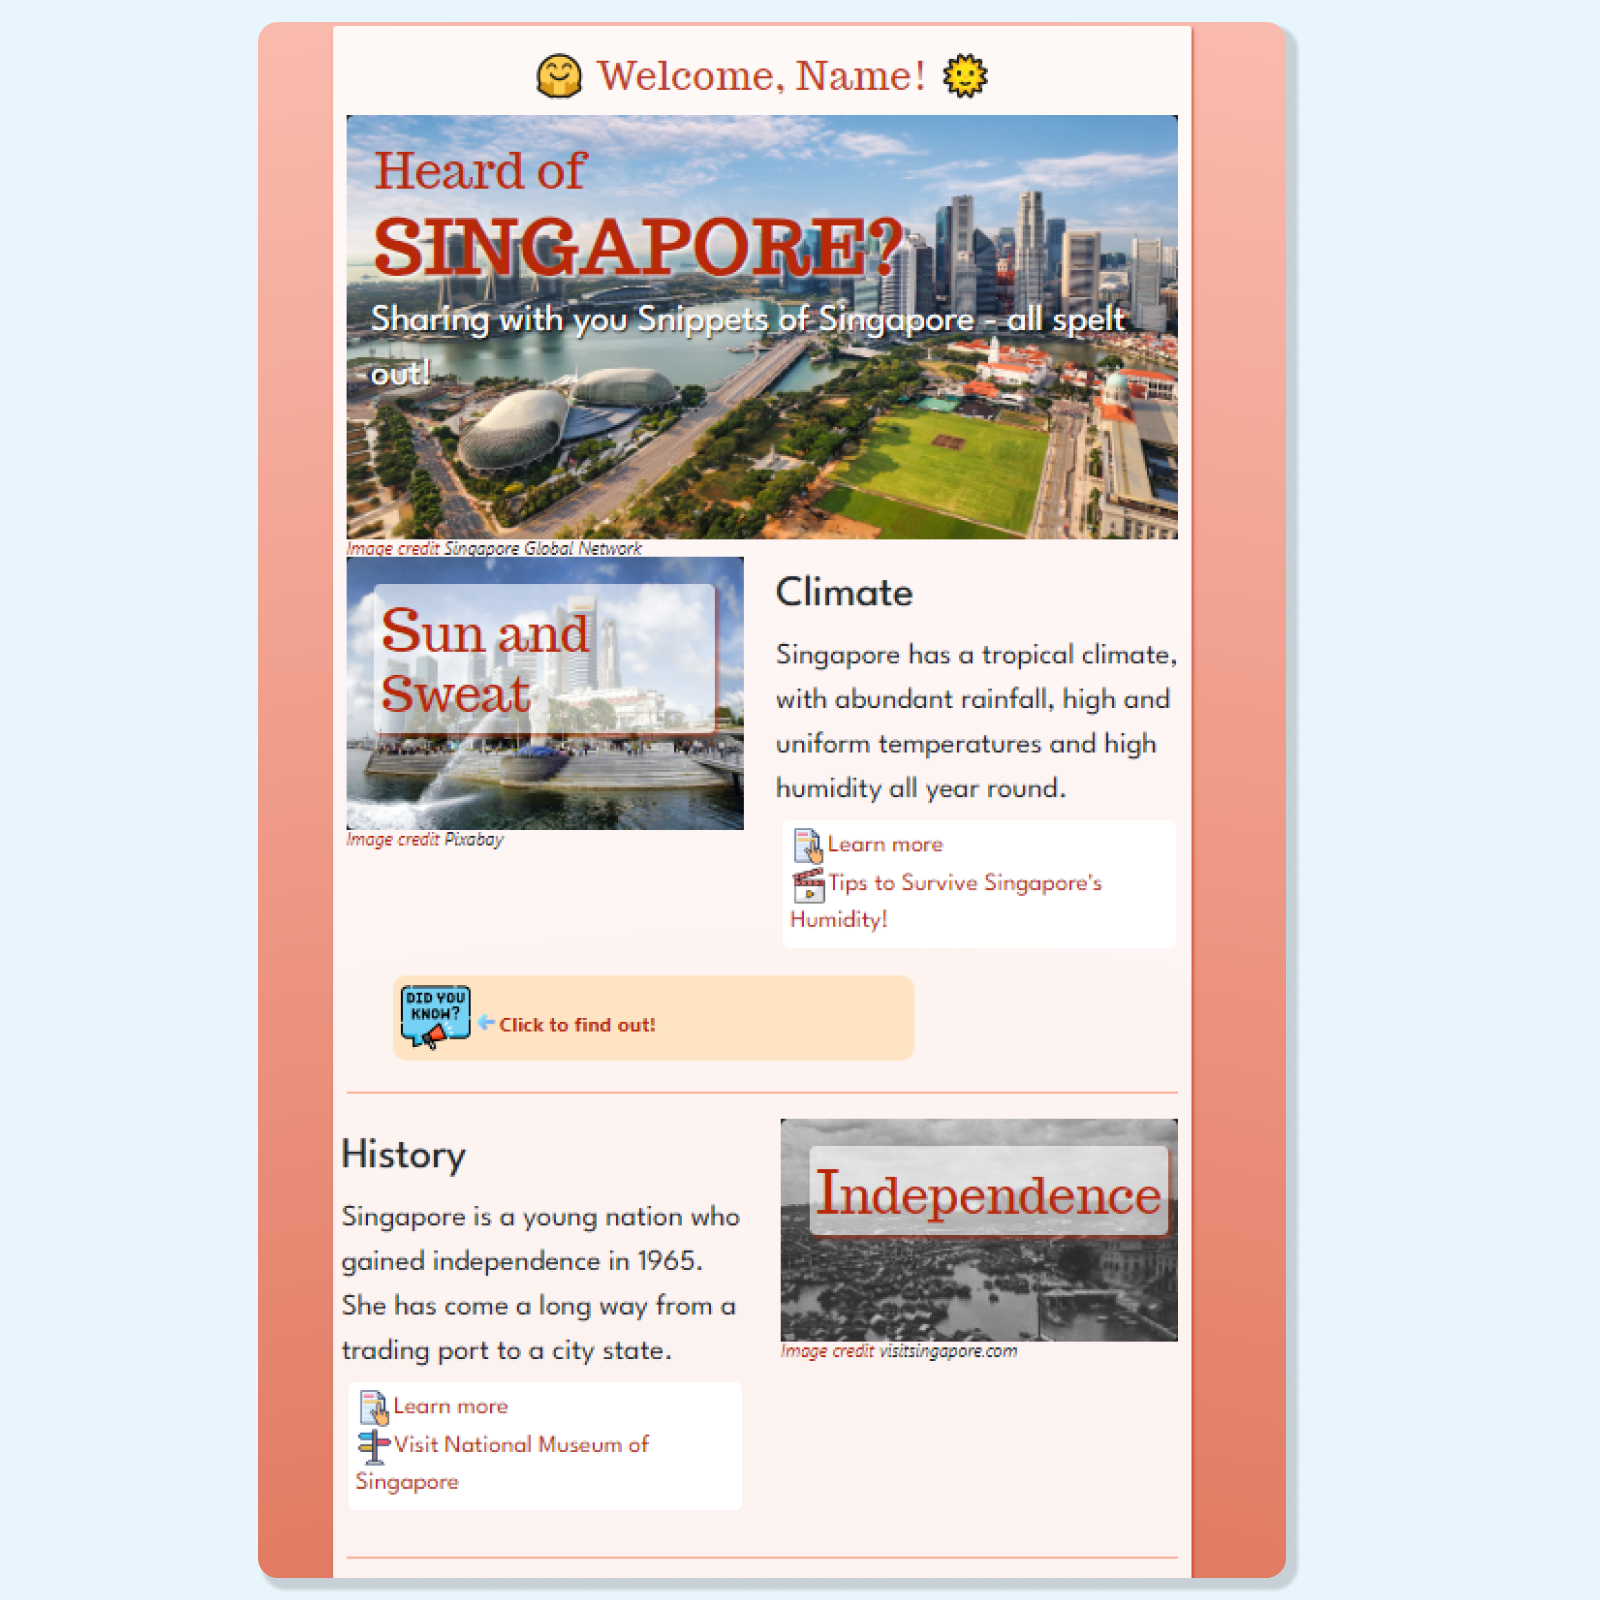 Welcome, Name!
Heard of
SINGAPORE?
Sharing with you Snippets of Singapore - all spelt
out!
Image credit Singapore Global Network
Sun and
Sweat
Image credit Pixabay
Climate
Singapore has a tropical climate,
with abundant rainfall, high and
uniform temperatures and high
humidity all year round.
Learn more
Tips to Survive Singapore's
Humidity!
DID YOU
KNOW?
Click to find out!
History
Singapore is a young nation who
gained independence in 1965.
She has come a long way from a
trading port to a city state.
Learn more
Visit National Museum of
Singapore
Independence
Image credit visitsingapore.com